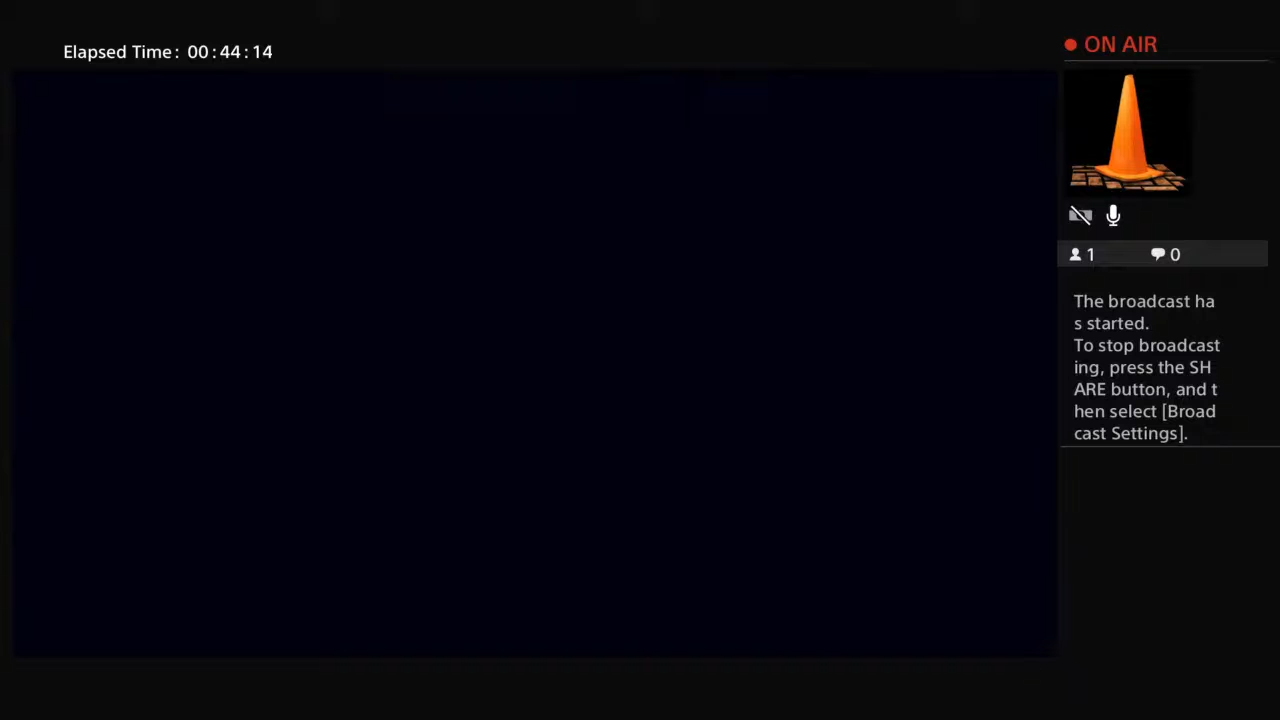 Elapsed Time: 00:44:14
ON AIR
1 0
The broadcast ha
s started.
To stop broadcast
ing, press the SH
ARE button, and t
hen select [Broad
cast Settings].